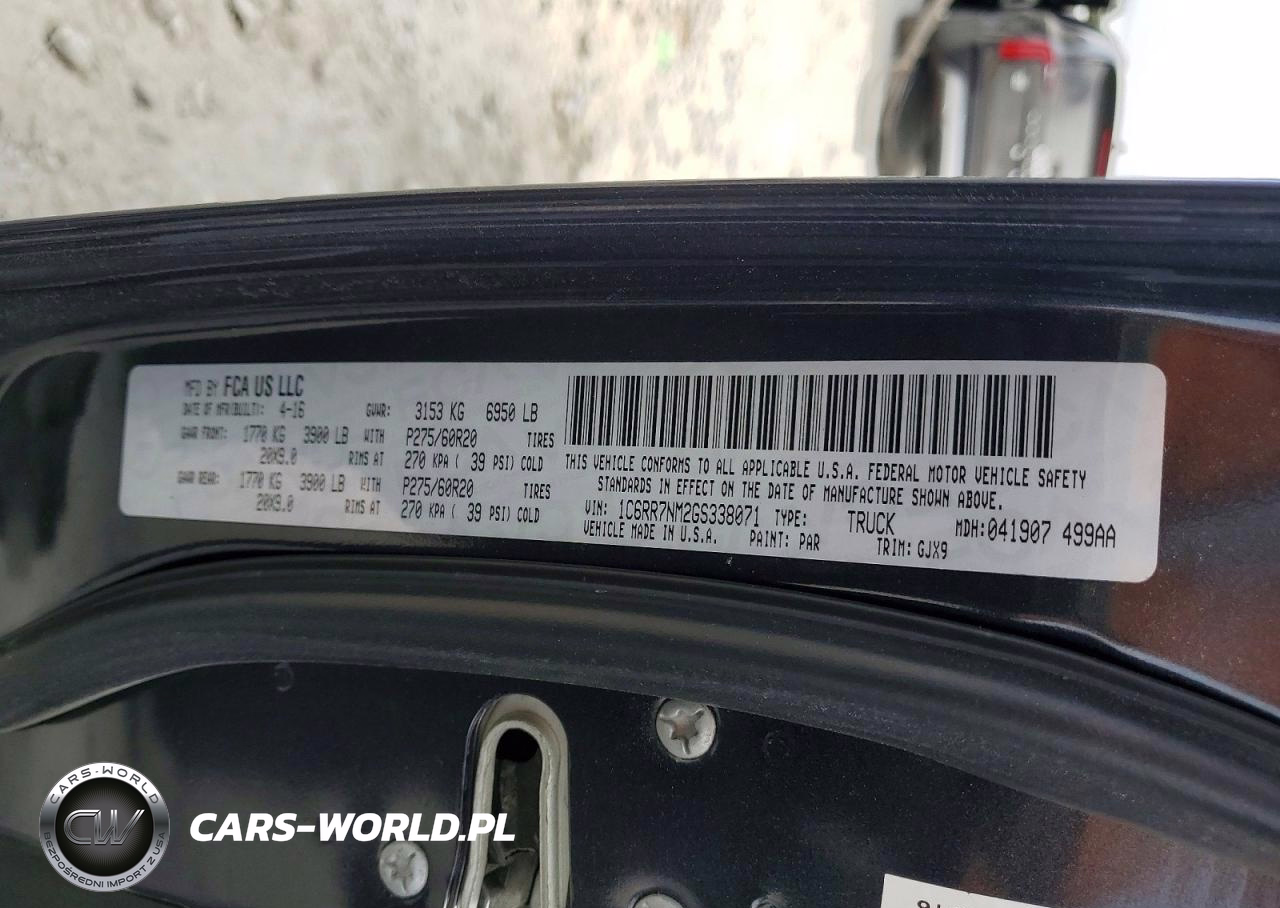 MFD BY FCA US LLC
DATE OF MFR(BUILT): 4-16 GVWR: 3153 KG 6950 LB
GAWR FRONT: 1770 KG 3900 LB WITH P275/60R20 TIRES
20X9.0 RIMS AT 270 KPA ( 39 PSI) COLD
GAWR REAR: 1770 KG 3900 LB WITH P275/60R20 TIRES
20X9.0 RIMS AT 270 KPA ( 39 PSI) COLD
THIS VEHICLE CONFORMS TO ALL APPLICABLE U.S.A. FEDERAL MOTOR VEHICLE SAFETY
STANDARDS IN EFFECT ON THE DATE OF MANUFACTURE SHOWN ABOVE.
VIN: 1C6RR7NM2GS338071 TYPE: TRUCK MDH:041907 499AA
VEHICLE MADE IN U.S.A. PAINT: PAR TRIM: GJX9
CARS-WORLD
CW
BEZPOŚREDNI IMPORT Z USA
CARS-WORLD.PL